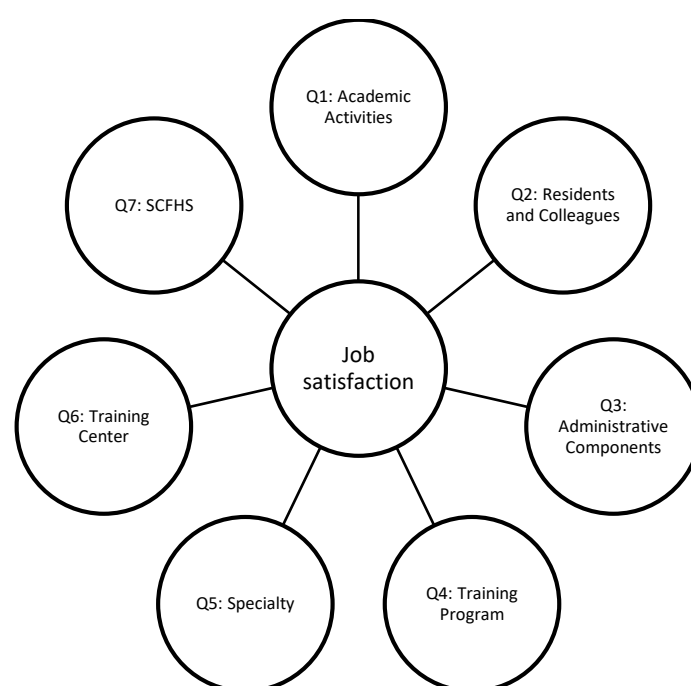 Q1: Academic
Activities
Q2: Residents
and Colleagues
Q3:
Administrative
Components
Q4: Training
Program
Q5: Specialty
Q6: Training
Center
Q7: SCFHS
Job
satisfaction